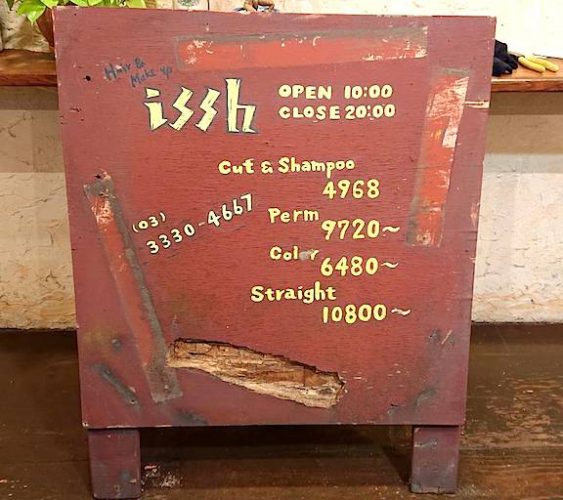 Hair &
Make up
issh
OPEN 10:00
CLOSE 20:00
Cut & Shampoo
4968
(03)
3330-4667
Perm
9720~
Color
6480~
Straight
10800~